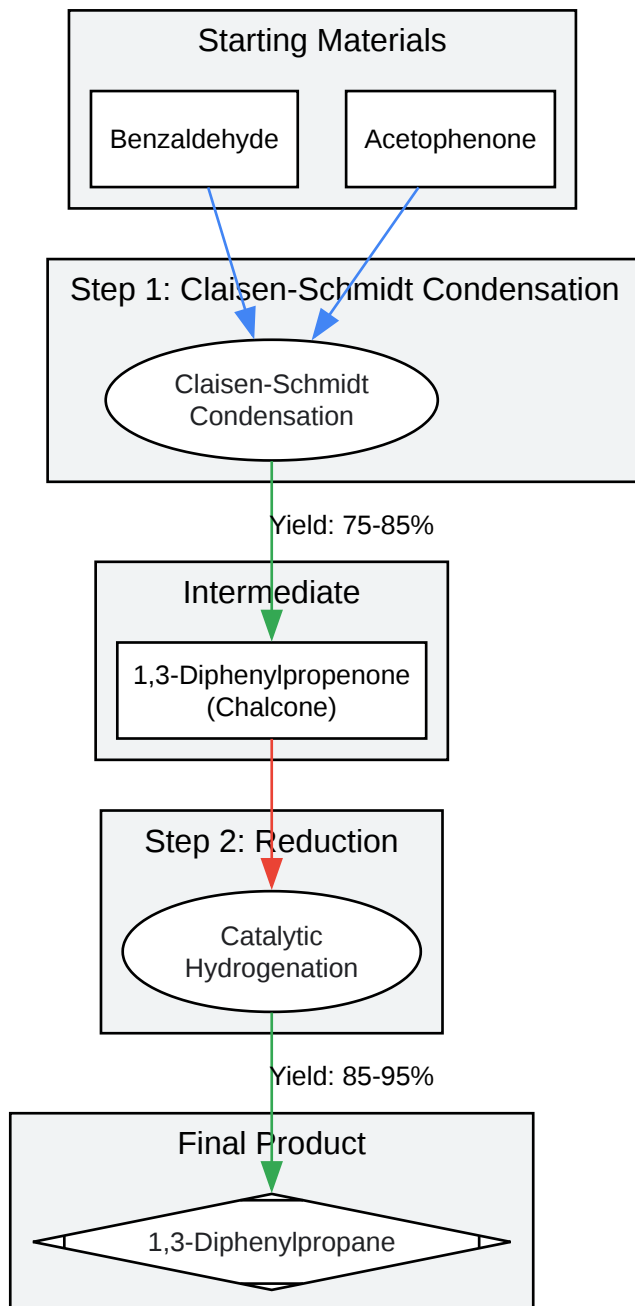 Starting Materials
Benzaldehyde
Acetophenone
Step 1: Claisen-Schmidt Condensation
Claisen-Schmidt
Condensation
Yield: 75-85%
Intermediate
1,3-Diphenylpropenone
(Chalcone)
Step 2: Reduction
Catalytic
Hydrogenation
Yield: 85-95%
Final Product
1,3-Diphenylpropane